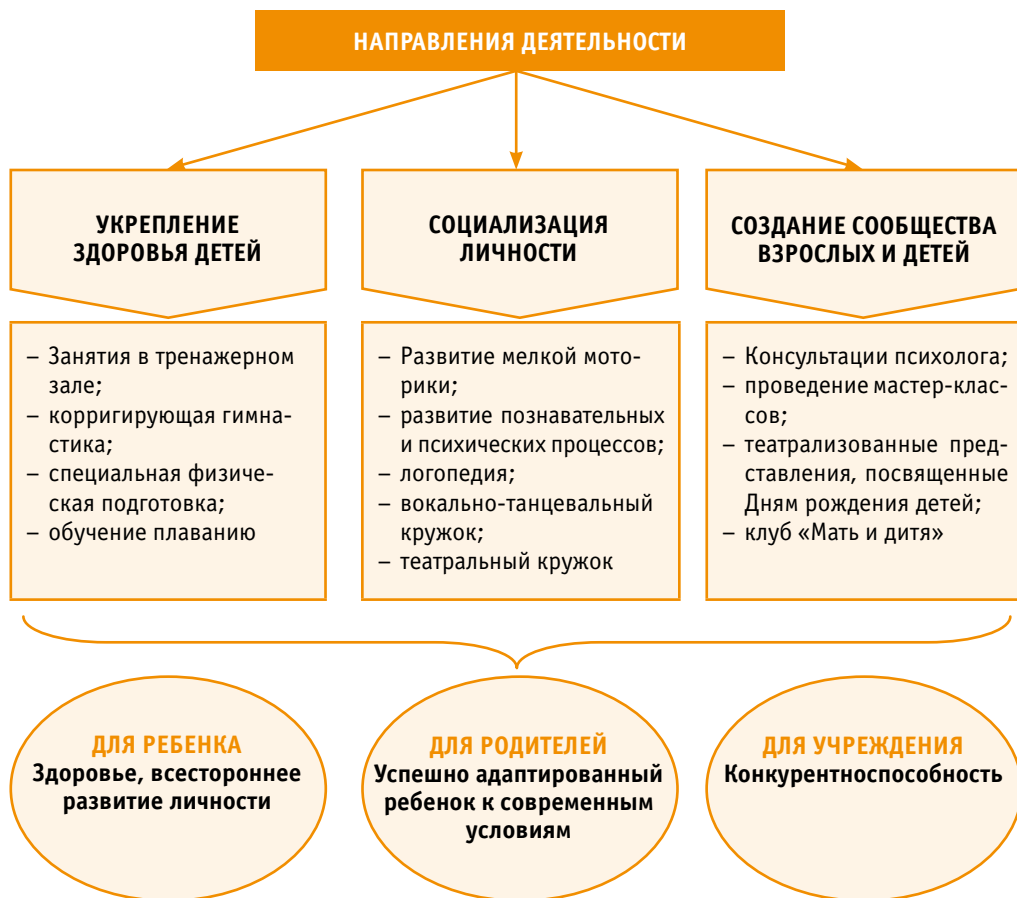 НАПРАВЛЕНИЯ ДЕЯТЕЛЬНОСТИ
УКРЕПЛЕНИЕ
ЗДОРОВЬЯ ДЕТЕЙ
СОЦИАЛИЗАЦИЯ
ЛИЧНОСТИ
СОЗДАНИЕ СООБЩЕСТВА
ВЗРОСЛЫХ И ДЕТЕЙ
– Занятия в тренажерном
зале;
– корригирующая гимна-
стика;
– специальная физиче-
ская подготовка;
– обучение плаванию
– Развитие мелкой мото-
рики;
– развитие познавательных
и психических процессов;
– логопедия;
– вокально-танцевальный
кружок;
– театральный кружок
– Консультации психолога;
– проведение мастер-клас-
сов;
– театрализованные пред-
ставления, посвященные
Дням рождения детей;
– клуб «Мать и дитя»
ДЛЯ РЕБЕНКА
Здоровье, всестороннее
развитие личности
ДЛЯ РОДИТЕЛЕЙ
Успешно адаптированный
ребенок к современным
условиям
ДЛЯ УЧРЕЖДЕНИЯ
Конкурентноспособность